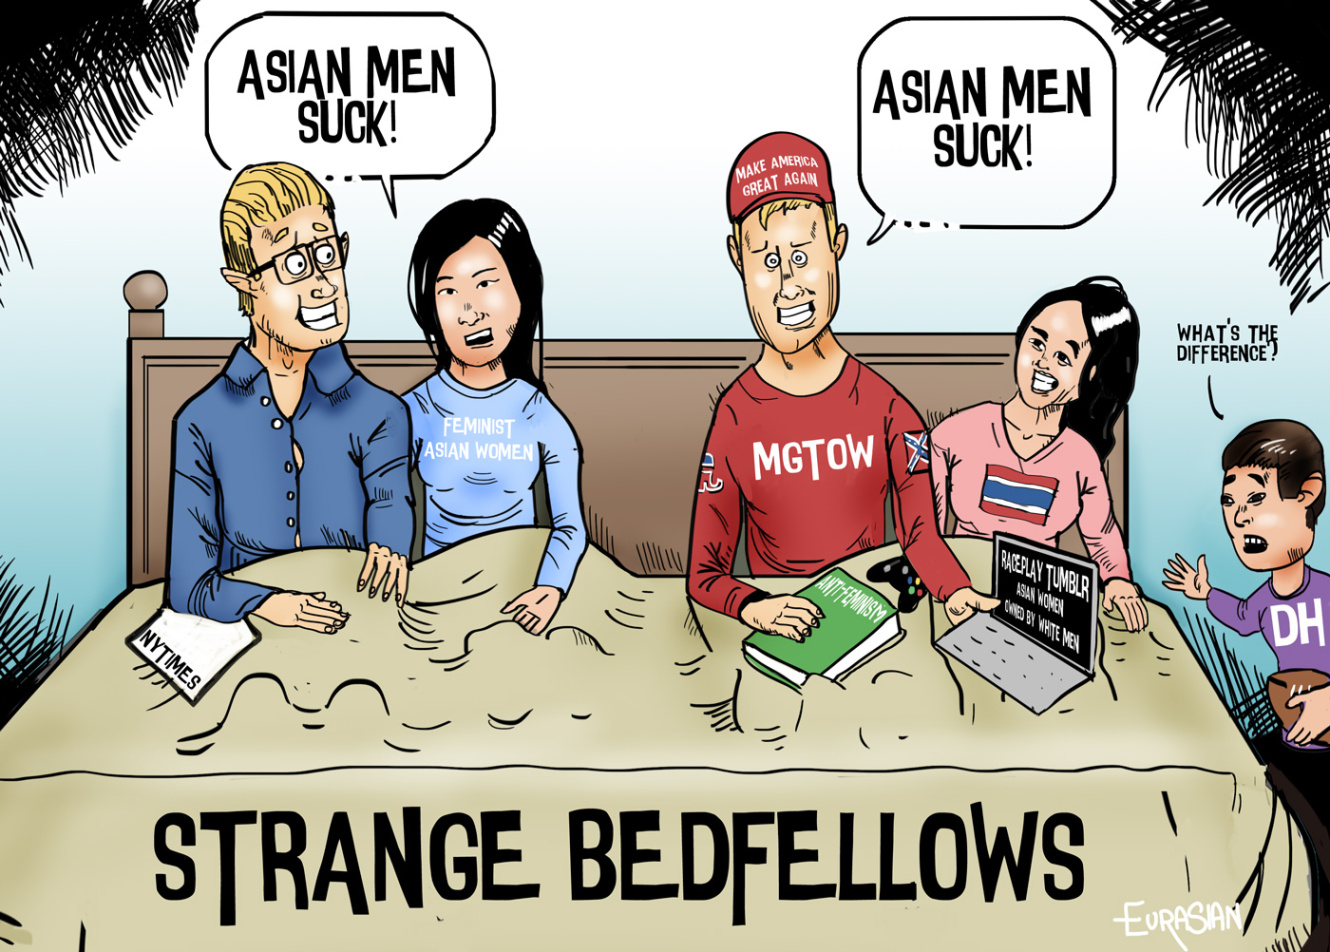 ASIAN MEN
SUCK!
ASIAN MEN
SUCK!
MAKE AMERICA
GREAT AGAIN
WHAT'S THE
DIFFERENCE?
FEMINIST
ASIAN WOMEN
MGTOW
RACEPLAY TUMBLR
ASIAN WOMEN
OWNED BY WHITE MEN
ANTI-FEMINISM
DH
NYTIMES
STRANGE BEDFELLOWS
EURASIAN